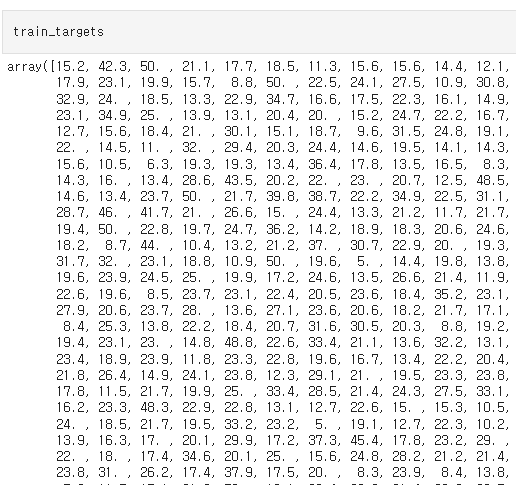 train_targets
array([15.2, 42.3, 50. , 21.1, 17.7, 18.5, 11.3, 15.6, 15.6, 14.4, 12.1,
17.9, 23.1, 19.9, 15.7,  8.8, 50. , 22.5, 24.1, 27.5, 10.9, 30.8,
32.9, 24. , 18.5, 13.3, 22.9, 34.7, 16.6, 17.5, 22.3, 16.1, 14.9,
23.1, 34.9, 25. , 13.9, 13.1, 20.4, 20. , 15.2, 24.7, 22.2, 16.7,
12.7, 15.6, 18.4, 21. , 30.1, 15.1, 18.7,  9.6, 31.5, 24.8, 19.1,
22. , 14.5, 11. , 32. , 29.4, 20.3, 24.4, 14.6, 19.5, 14.1, 14.3,
15.6, 10.5,  6.3, 19.3, 19.3, 13.4, 36.4, 17.8, 13.5, 16.5,  8.3,
14.3, 16. , 13.4, 28.6, 43.5, 20.2, 22. , 23. , 20.7, 12.5, 48.5,
14.6, 13.4, 23.7, 50. , 21.7, 39.8, 38.7, 22.2, 34.9, 22.5, 31.1,
28.7, 46. , 41.7, 21. , 26.6, 15. , 24.4, 13.3, 21.2, 11.7, 21.7,
19.4, 50. , 22.8, 19.7, 24.7, 36.2, 14.2, 18.9, 18.3, 20.6, 24.6,
18.2,  8.7, 44. , 10.4, 13.2, 21.2, 37. , 30.7, 22.9, 20. , 19.3,
31.7, 32. , 23.1, 18.8, 10.9, 50. , 19.6,  5. , 14.4, 19.8, 13.8,
19.6, 23.9, 24.5, 25. , 19.9, 17.2, 24.6, 13.5, 26.6, 21.4, 11.9,
22.6, 19.6,  8.5, 23.7, 23.1, 22.4, 20.5, 23.6, 18.4, 35.2, 23.1,
27.9, 20.6, 23.7, 28. , 13.6, 27.1, 23.6, 20.6, 18.2, 21.7, 17.1,
8.4, 25.3, 13.8, 22.2, 18.4, 20.7, 31.6, 30.5, 20.3,  8.8, 19.2,
19.4, 23.1, 23. , 14.8, 48.8, 22.6, 33.4, 21.1, 13.6, 32.2, 13.1,
23.4, 18.9, 23.9, 11.8, 23.3, 22.8, 19.6, 16.7, 13.4, 22.2, 20.4,
21.8, 26.4, 14.9, 24.1, 23.8, 12.3, 29.1, 21. , 19.5, 23.3, 23.8,
17.8, 11.5, 21.7, 19.9, 25. , 33.4, 28.5, 21.4, 24.3, 27.5, 33.1,
16.2, 23.3, 48.3, 22.9, 22.8, 13.1, 12.7, 22.6, 15. , 15.3, 10.5,
24. , 18.5, 21.7, 19.5, 33.2, 23.2,  5. , 19.1, 12.7, 22.3, 10.2,
13.9, 16.3, 17. , 20.1, 29.9, 17.2, 37.3, 45.4, 17.8, 23.2, 29. ,
22. , 18. , 17.4, 34.6, 20.1, 25. , 15.6, 24.8, 28.2, 21.2, 21.4,
23.8, 31. , 26.2, 17.4, 37.9, 17.5, 20. ,  8.3, 23.9,  8.4, 13.8,